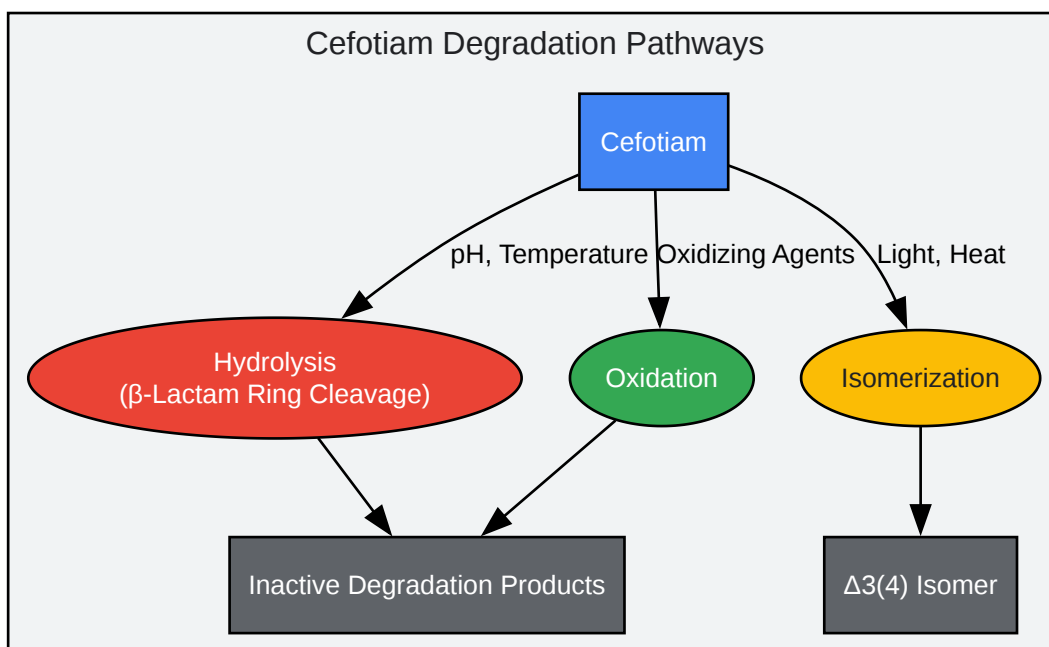 Cefotiam Degradation Pathways
Cefotiam
pH, Temperature
Oxidizing Agents
Light, Heat
Hydrolysis
(β-Lactam Ring Cleavage)
Oxidation
Isomerization
Inactive Degradation Products
Δ3(4) Isomer